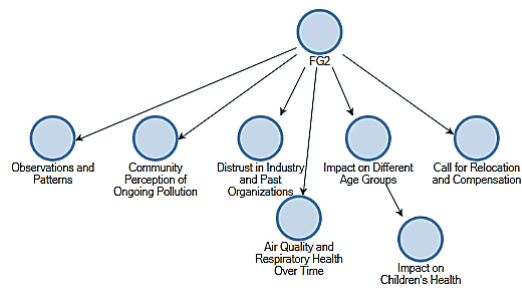 FG2
Observations and
Patterns
Community
Perception of
Ongoing Pollution
Distrust in Industry
and Past
Organizations
Impact on Different
Age Groups
Call for Relocation
and Compensation
Air Quality and
Respiratory Health
Over Time
Impact on
Children's Health